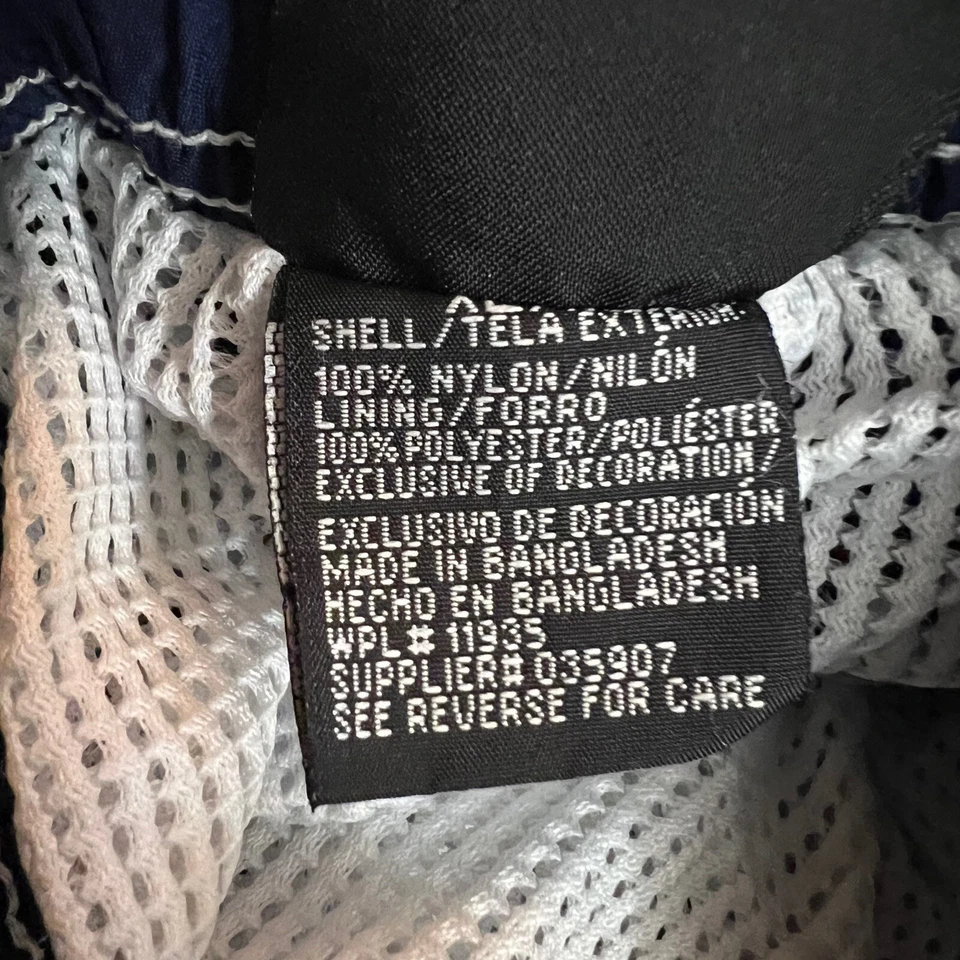 SHELL/TELA EXTERIOR:
100% NYLON/NILÓN
LINING/FORRO
100%POLYESTER/POLIÉSTER
EXCLUSIVE OF DECORATION/
EXCLUSIVO DE DECORACIÓN
MADE IN BANGLADESH
HECHO EN BANGLADESH
WPL# 11935
SUPPLIER# 035907
SEE REVERSE FOR CARE